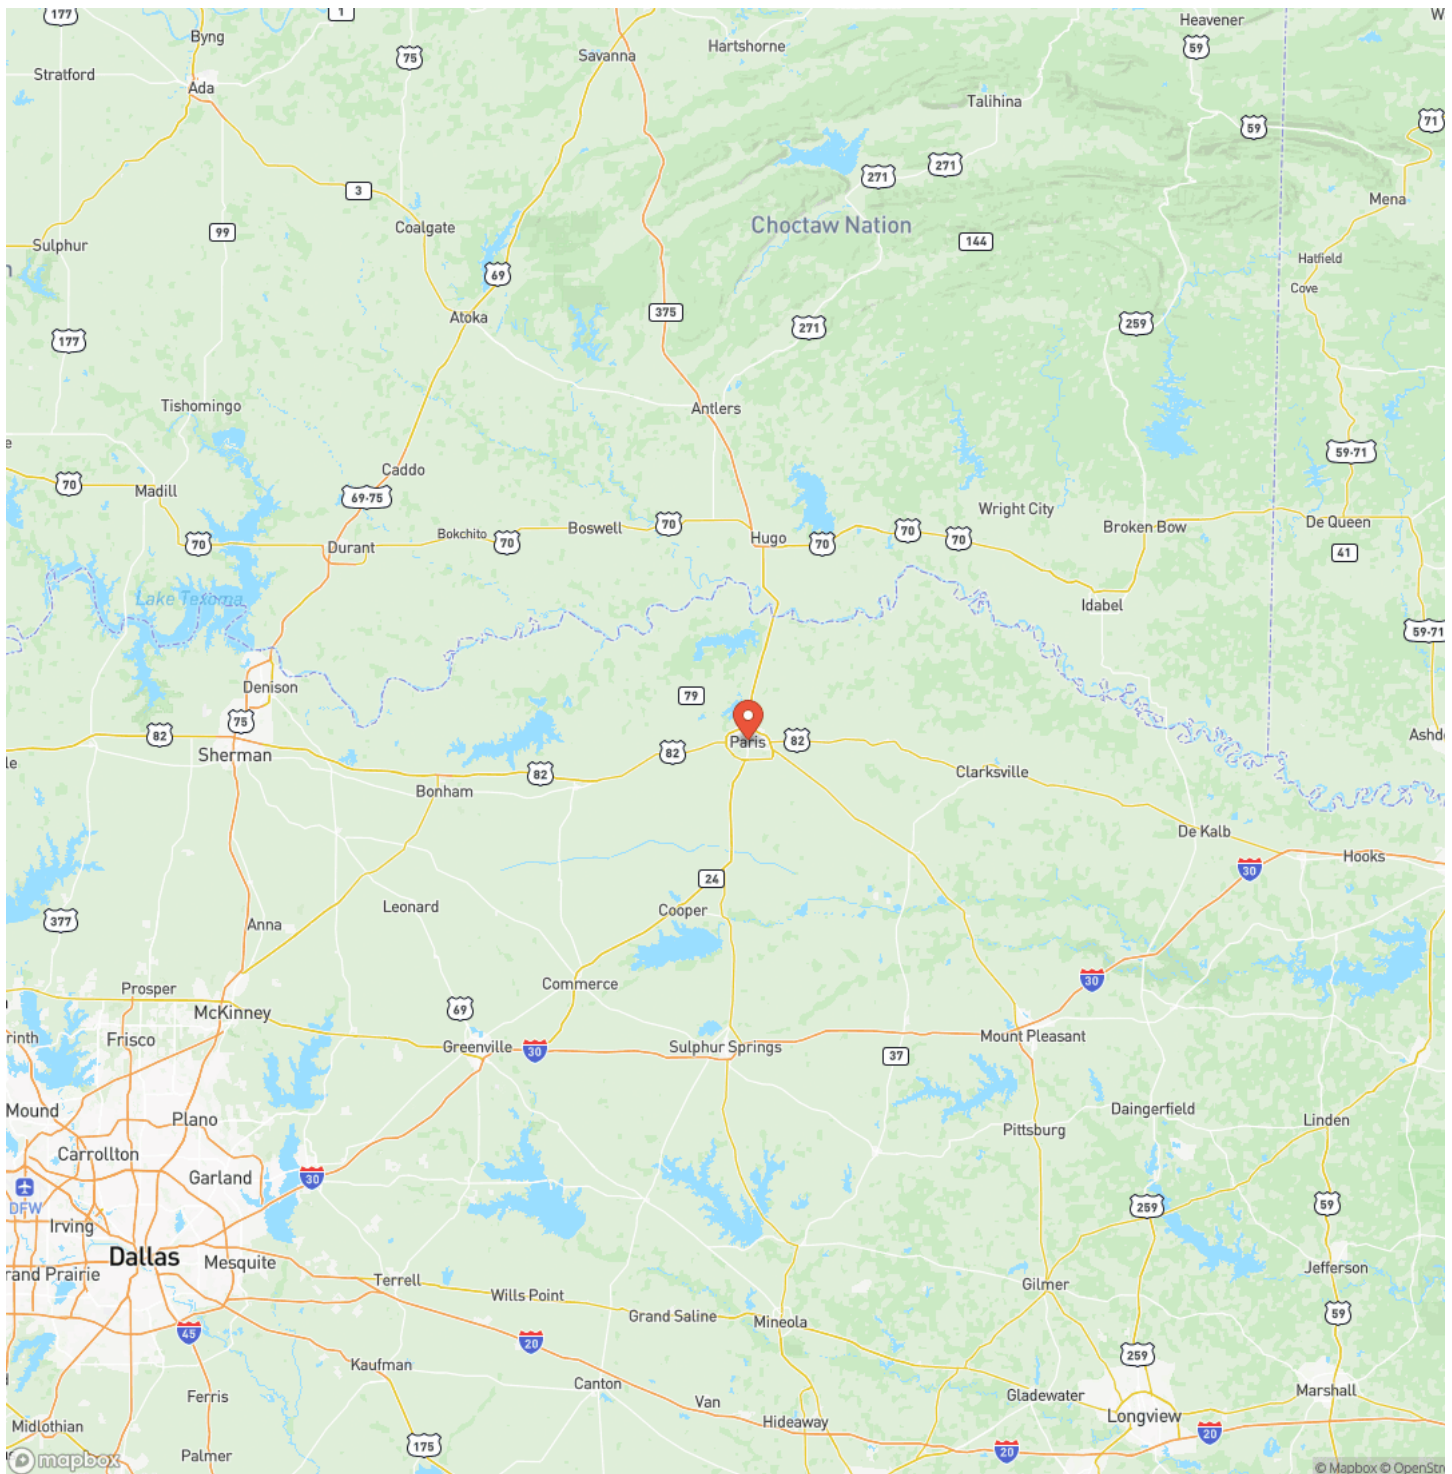 177
1
Heavener
Byng
75
Savanna
Hartshorne
59
Stratford
Ada
Talihina
59
71
271
271
3
Mena
99
Coalgate
Choctaw Nation
144
Sulphur
69
Hatfield
Cove
375
Atoka
271
259
177
Tishomingo
Antlers
Caddo
59-71
70
Madill
69-75
Wright City
70
Boswell
70
Bokchito
70
Hugo
70
70
70
Broken Bow
De Queen
Durant
41
Lake Texoma
Idabel
59-71
Denison
79
75
82
82
Paris
82
Sherman
82
Clarksville
Bonham
De Kalb
Hooks
30
24
Leonard
Cooper
377
Anna
Commerce
30
Prosper
McKinney
69
Frisco
Greenville
30
Sulphur Springs
37
Mount Pleasant
Mound
Plano
Daingerfield
Linden
Pittsburg
Carrollton
Garland
30
DFW
259
59
Irving
Dallas
Mesquite
Terrell
Jefferson
rand Prairie
Gilmer
Wills Point
Grand Saline
Mineola
59
45
20
259
Kaufman
Canton
Marshall
Ferris
Van
Gladewater
Longview
Midlothian
Hideaway
20
175
20
Palmer
mapbox
© Mapbox © OpenStre